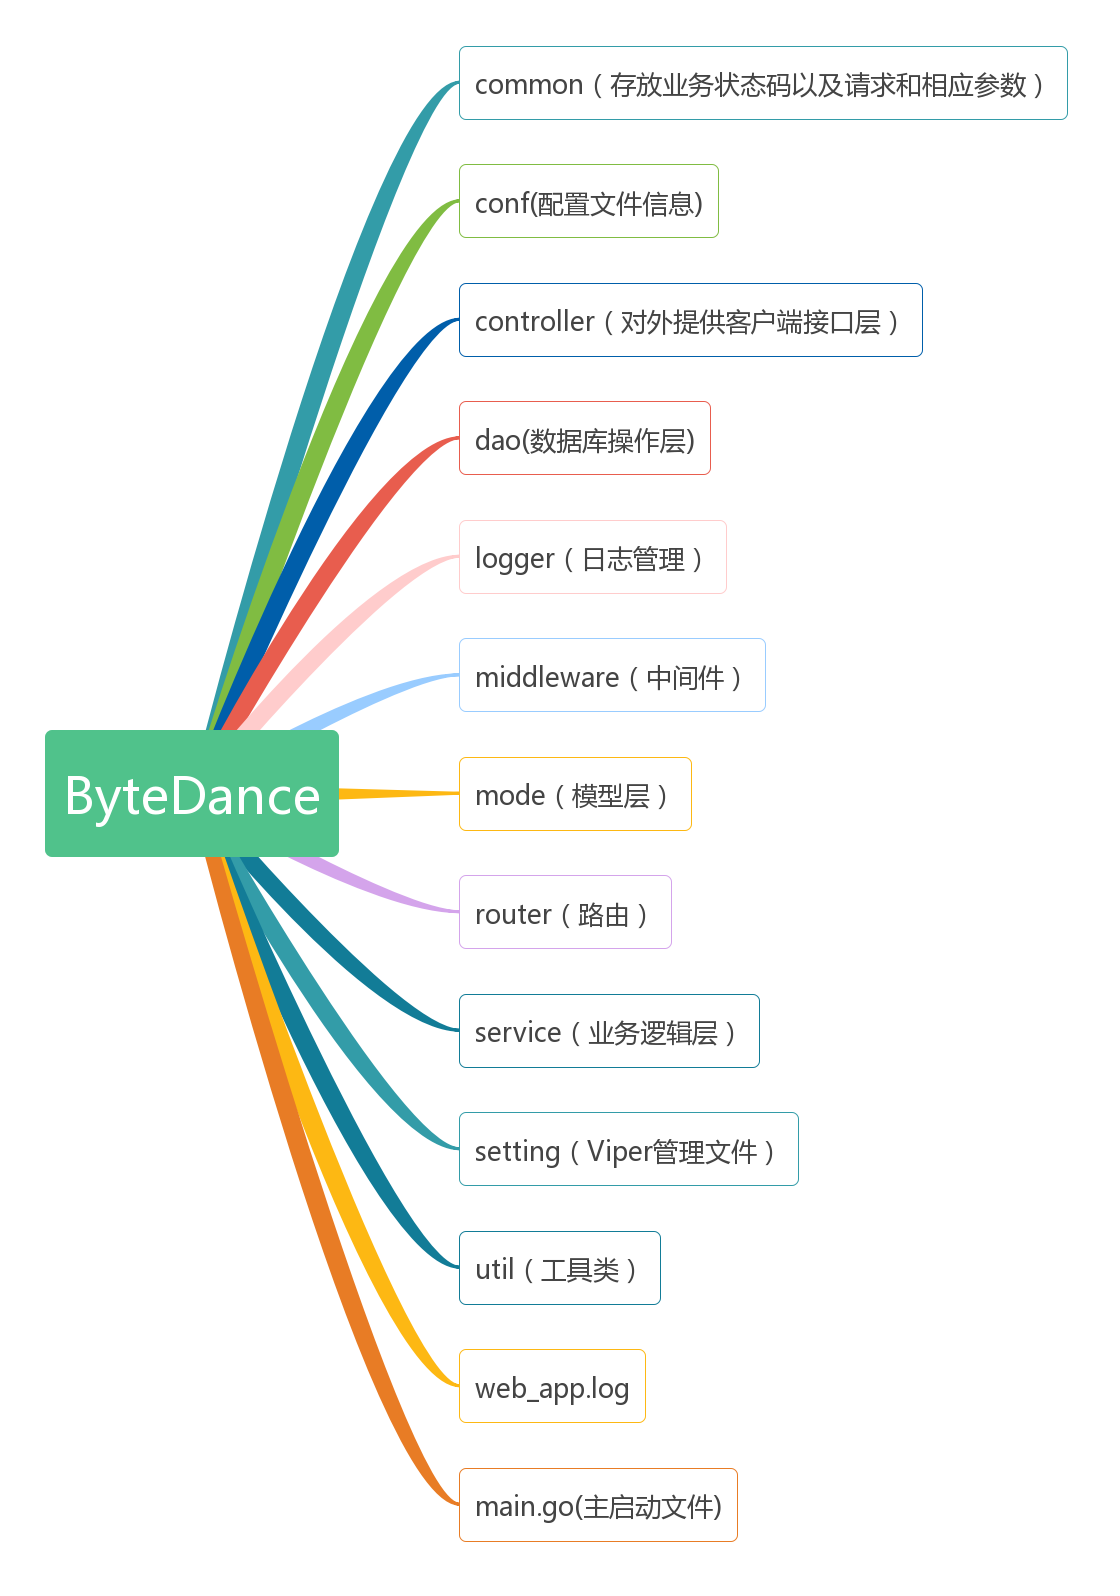 common（存放业务状态码以及请求和相应参数）
conf(配置文件信息)
controller（对外提供客户端接口层）
dao(数据库操作层)
logger（日志管理）
middleware（中间件）
ByteDance
mode（模型层）
router（路由）
service（业务逻辑层）
setting（Viper管理文件）
util（工具类）
web_app.log
main.go(主启动文件)